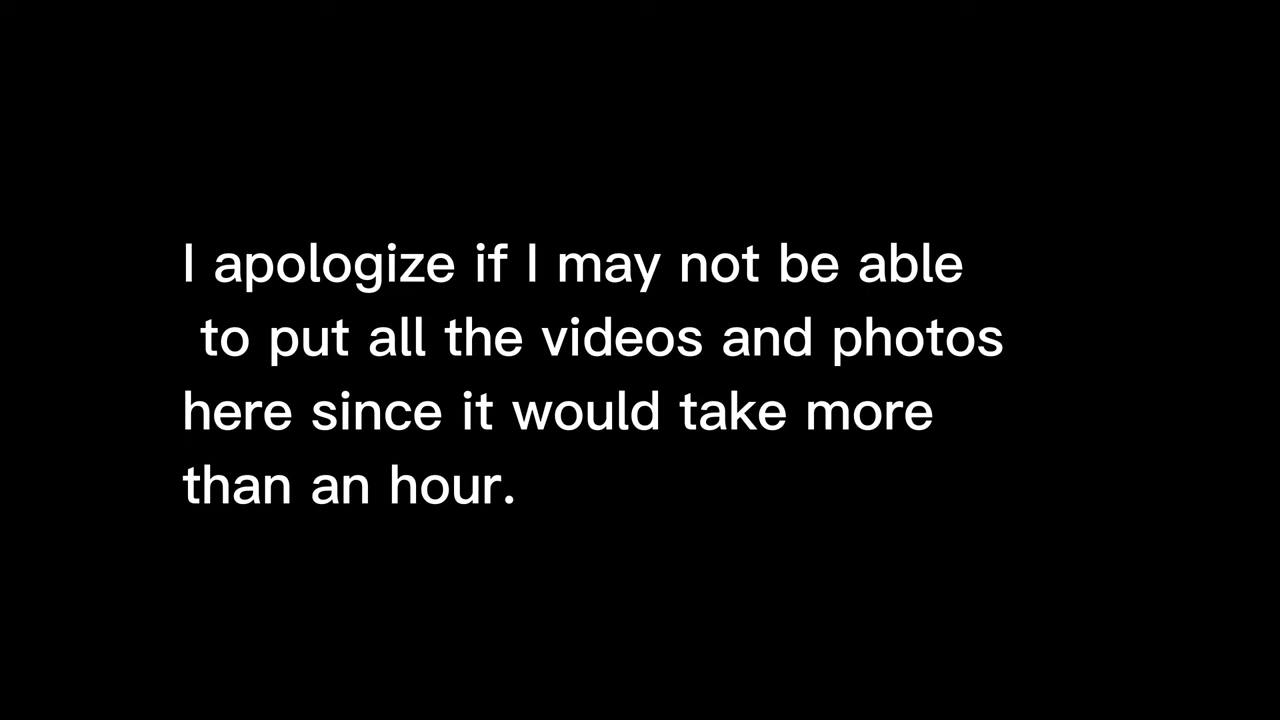 I apologize if I may not be able
to put all the videos and photos
here since it would take more
than an hour.